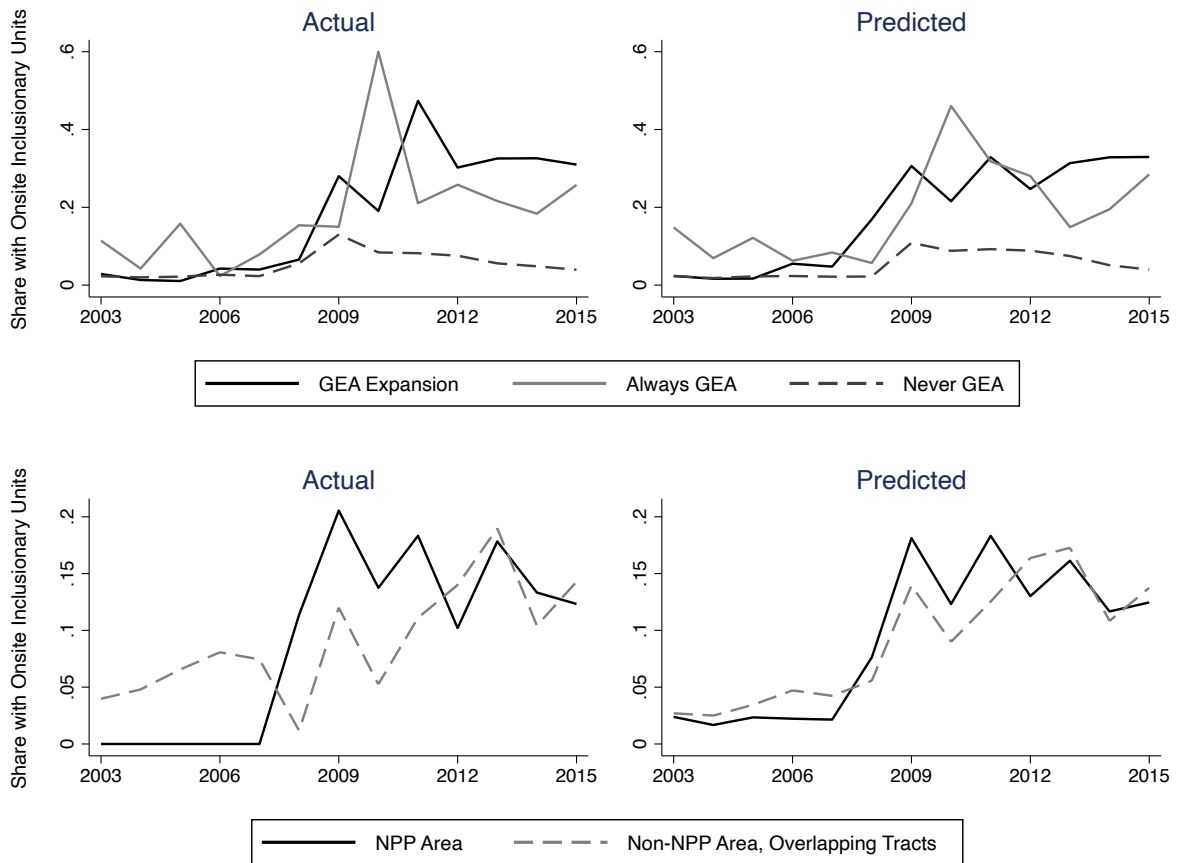 Actual
Predicted
Share with Onsite Inclusionary Units
.6
.4
.2
0
2003 2006 2009 2012 2015
.6
.4
.2
0
2003 2006 2009 2012 2015
GEA Expansion Always GEA Never GEA
Actual
Predicted
Share with Onsite Inclusionary Units
.2
.15
.1
.05
0
2003 2006 2009 2012 2015
.2
.15
.1
.05
0
2003 2006 2009 2012 2015
NPP Area Non-NPP Area, Overlapping Tracts